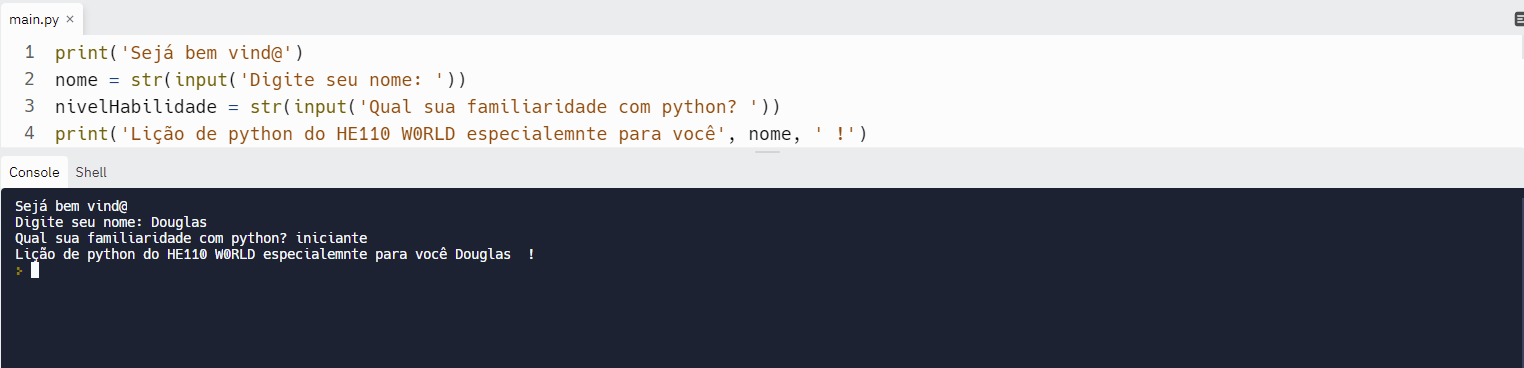 main.py ×
1 print('Sejá bem vind@')
2 nome = str(input('Digite seu nome: '))
3 nivelHabilidade = str(input('Qual sua familiaridade com python? '))
4 print('Lição de python do HE110 W0RLD especialemnte para você', nome, ' !')
Console Shell
Sejá bem vind@
Digite seu nome: Douglas
Qual sua familiaridade com python? iniciante
Lição de python do HE110 W0RLD especialemnte para você Douglas  !